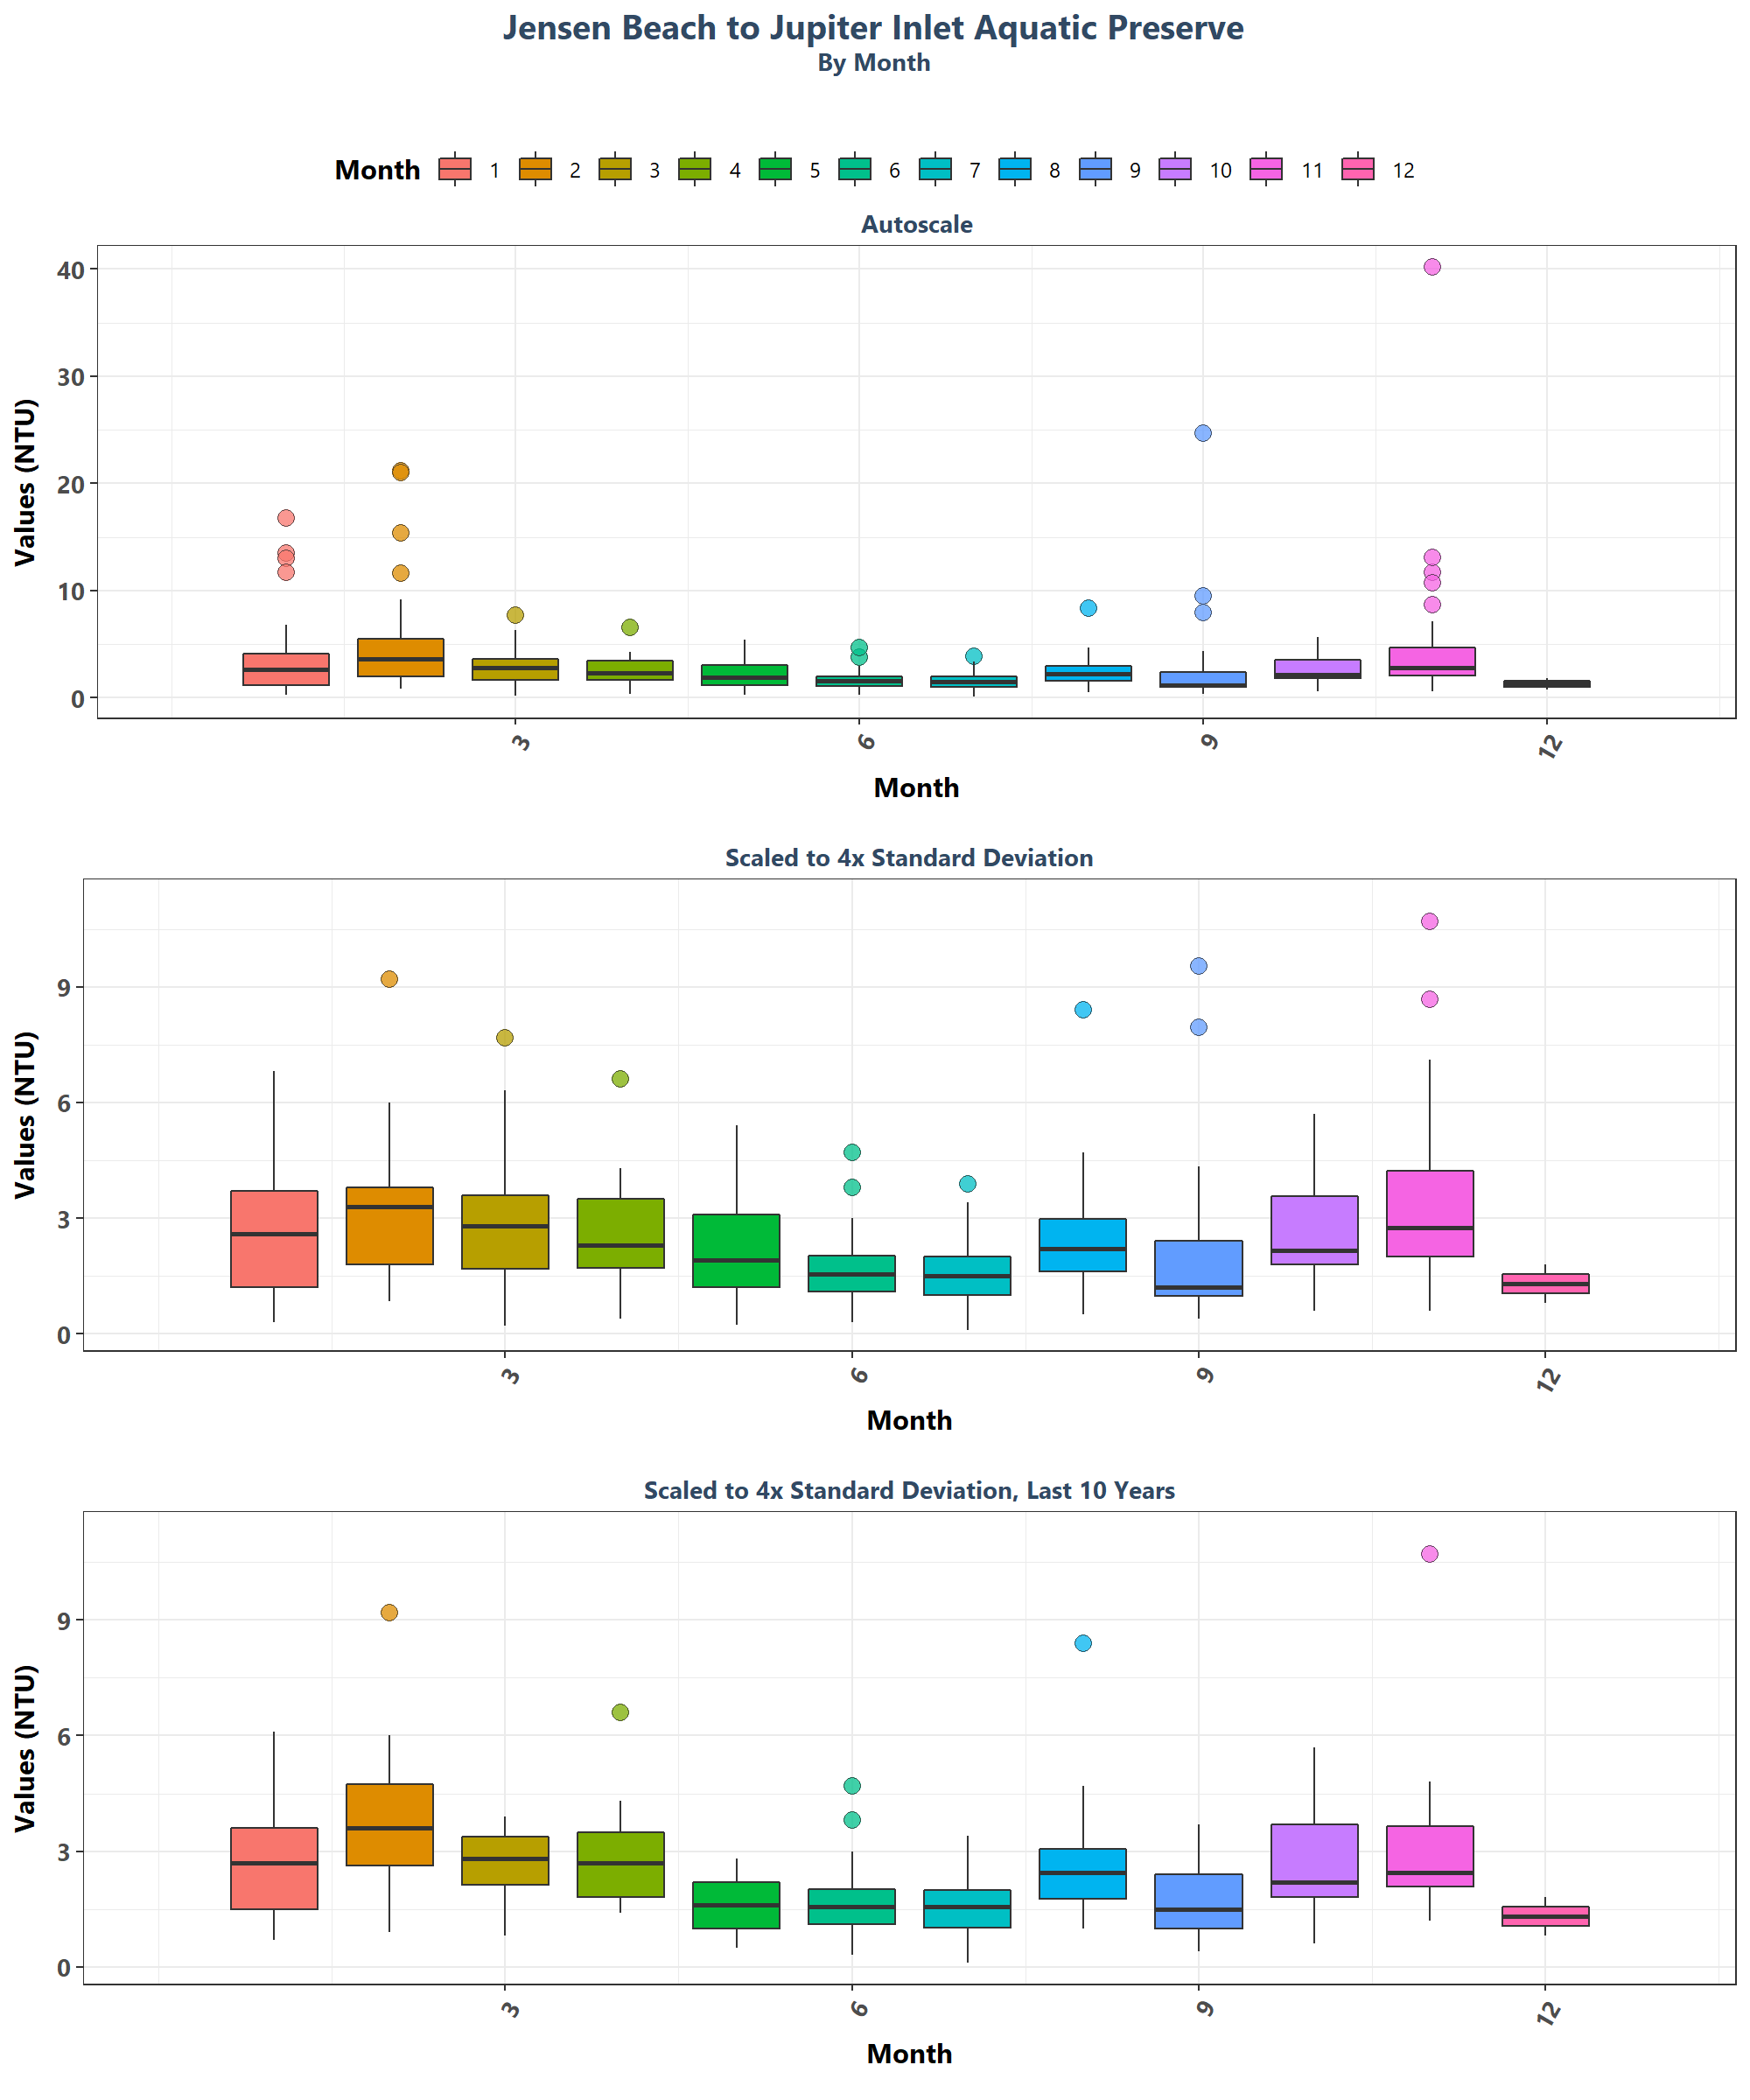 Jensen Beach to Jupiter Inlet Aquatic Preserve
By Month
Month 1 2 3 4 5 6 7 8 9 10 11 12
Autoscale
Values (NTU)
40
30
20
10
0
3 6 9 12
Month
Scaled to 4x Standard Deviation
Values (NTU)
9
6
3
0
3 6 9 12
Month
Scaled to 4x Standard Deviation, Last 10 Years
Values (NTU)
9
6
3
0
3 6 9 12
Month